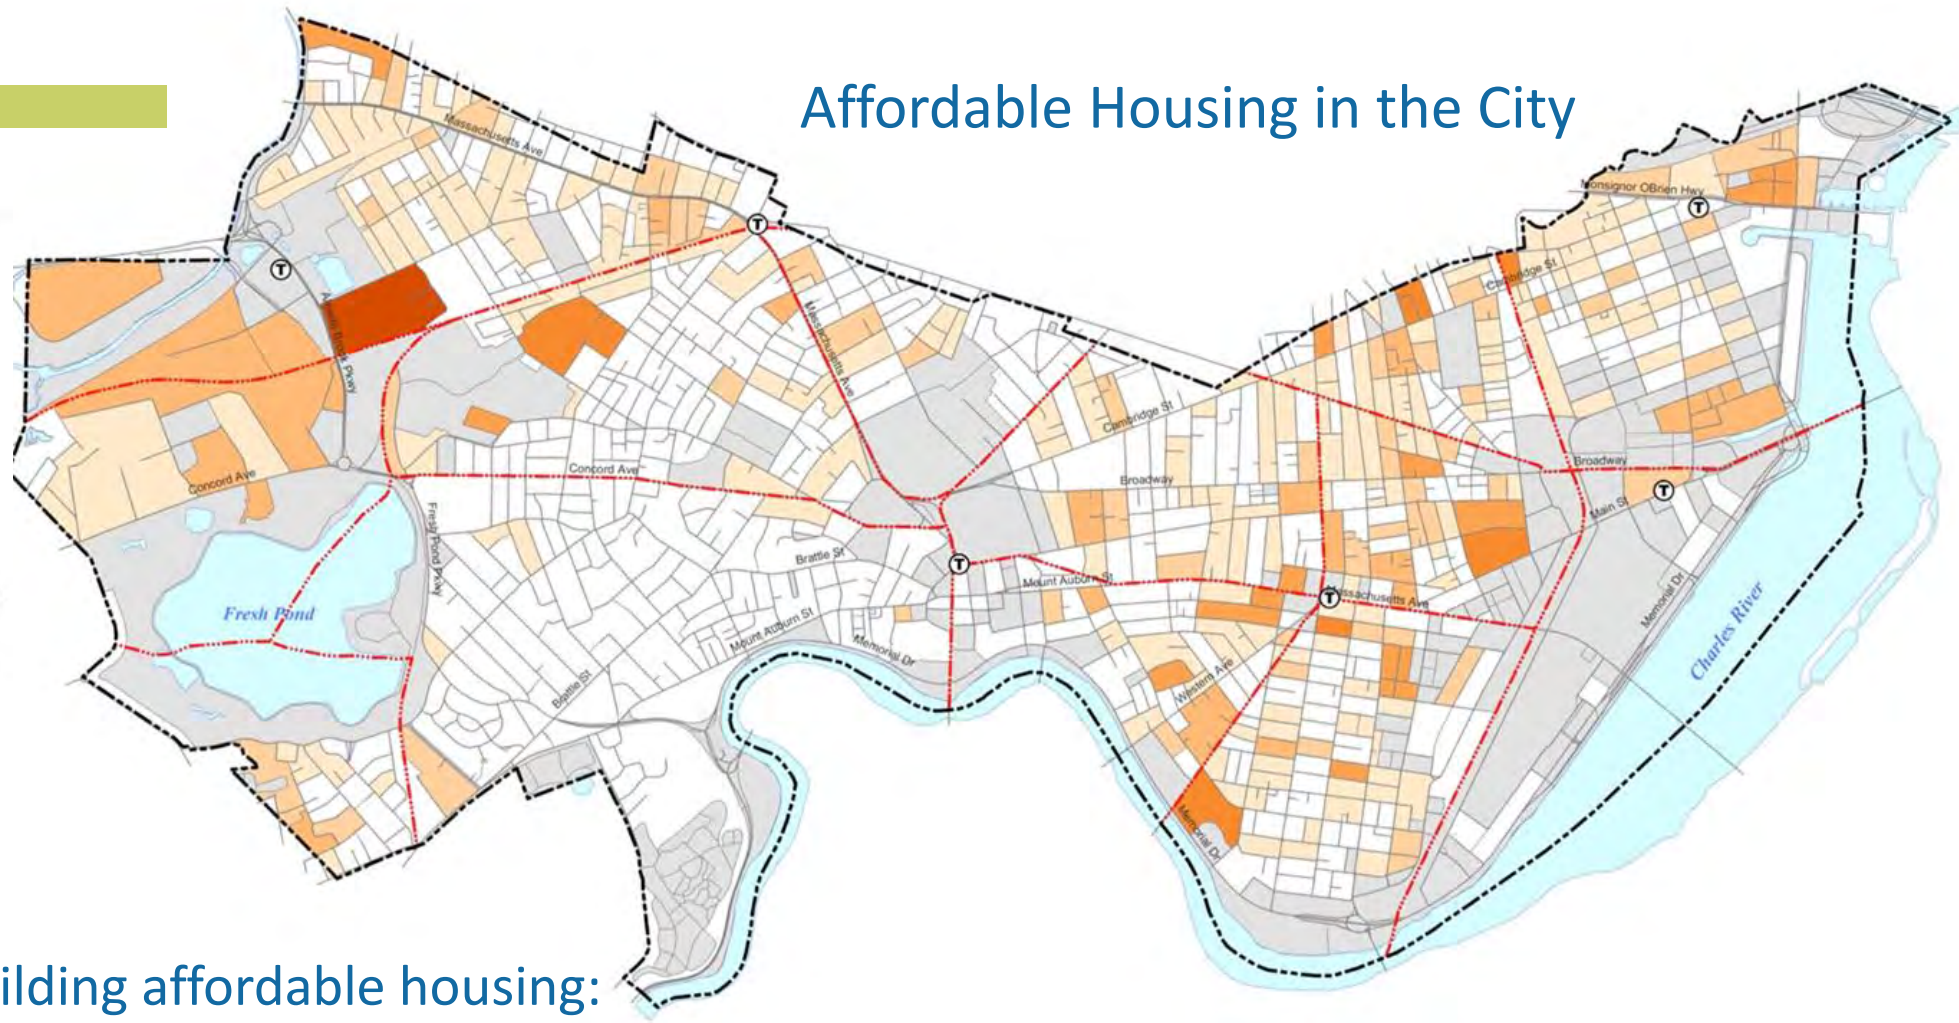 Affordable Housing in the City
Massachusetts Ave
Monsignor OBrien Hwy
T
T
T
Cambridge St
Massachusetts Ave
Cambridge St
Concord Ave
Broadway
Broadway
Concord Ave
T
Main St
Fresh Pond Pkwy
Brattle St
T
Mount Auburn St
T
Massachusetts Ave
Memorial Dr
Fresh Pond
Mount Auburn St
Memorial Dr
Charles River
Brattle St
Western Ave
Memorial Dr
ilding affordable housing: